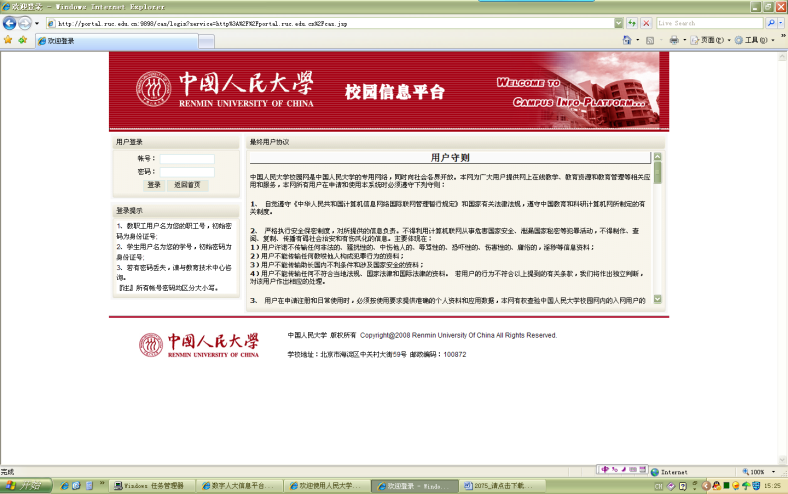 欢迎登录 - Windows Internet Explorer
http://portal.ruc.edu.cn:9898/cas/login?service=http%3A%2F%2Fportal.ruc.edu.cn%2Fcas.jsp
Live Search
欢迎登录
页面(P)
工具(O)
中国人民大学
RENMIN UNIVERSITY OF CHINA
校园信息平台
WELCOME TO
CAMPUS INFO-PLATFORM...
用户登录
帐号：
密码：
登录 返回首页
登录提示
1、教职工用户名为您的职工号，初始密
码为身份证号;
2、学生用户名为您的学号，初始密码为
身份证号;
3、若有密码丢失，请与教育技术中心咨
询。
[注]所有帐号密码均区分大小写。
最终用户协议
用户守则
中国人民大学校园网是中国人民大学的专用网络，同时向社会各界开放。本网为广大用户提供网上在线教学、教育资源和教育管理等相关应
用和服务，本网所有用户在申请和使用本系统时必须遵守下列守则：
1、 自觉遵守《中华人民共和国计算机信息网络国际联网管理暂行规定》和国家有关法律法规，遵守中国教育和科研计算机网所制定的有
关制度。
2、 严格执行安全保密制度，对所提供的信息负责。不得利用计算机联网从事危害国家安全、泄漏国家秘密等犯罪活动，不得制作、查
阅、复制、传播有碍社会治安和有伤风化的信息。主要体现在：
1）用户许诺不传输任何非法的、骚扰性的、中伤他人的、辱骂性的、恐吓性的、伤害性的、庸俗的，淫秽等信息资料；
2）用户不能传输任何教唆他人构成犯罪行为的资料；
3）用户不能传输助长国内不利条件和涉及国家安全的资料；
4）用户不能传输任何不符合当地法规、国家法律和国际法律的资料。 若用户的行为不符合以上提到的有关条款，我们将作出独立判断，
对该用户作出相应的处理。
3、 用户在申请注册和日常使用时，必须按使用要求提供准确的个人资料和应用数据，本网有权查验中国人民大学校园网内的入网用户的
中国人民大学
RENMIN UNIVERSITY OF CHINA
中国人民大学 版权所有 Copyright@2008 Renmin University Of China All Rights Reserved.
学校地址：北京市海淀区中关村大街59号 邮政编码：100872
完成
Internet
100%
开始
Windows 任务管理器
数字人大信息平台...
欢迎使用人民大学...
欢迎登录 - Windo...
2075_请点击下载...
15:25